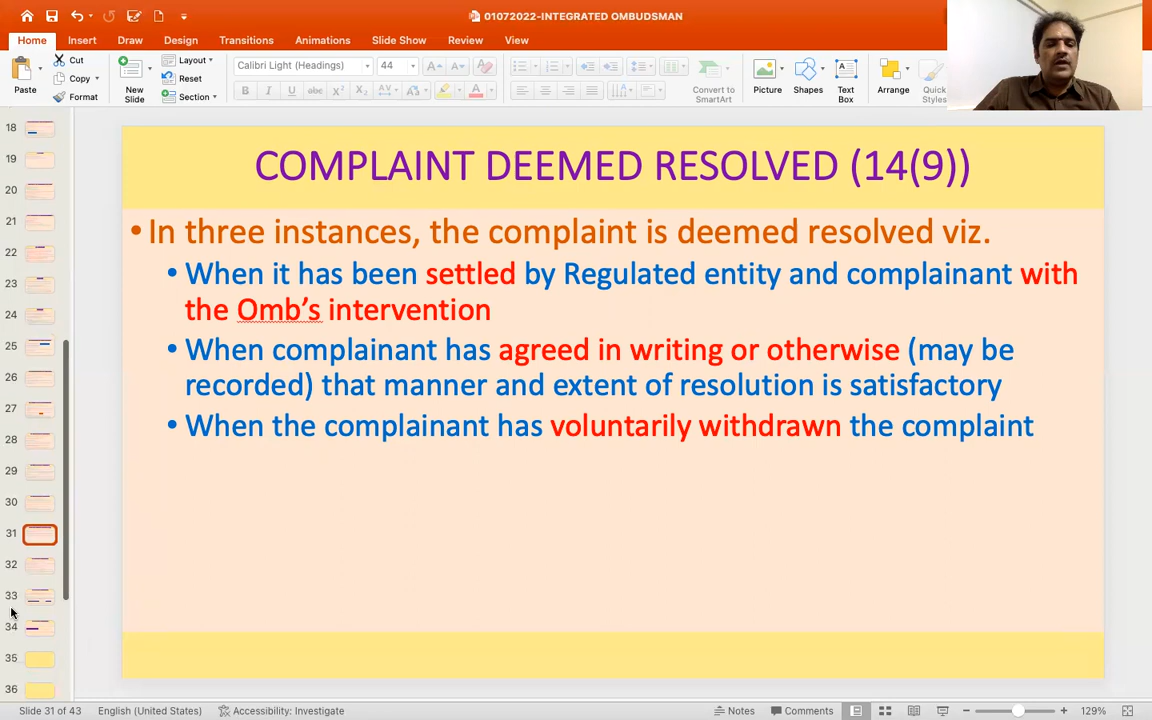 01072022-INTEGRATED OMBUDSMAN
Home Insert Draw Design Transitions Animations Slide Show Review View
Paste
Cut
Copy
Format
New Slide
Layout
Reset
Section
Calibri Light (Headings) 44
B I U abc X² X₂ AV Aa A
Convert to SmartArt
Picture
Shapes
Text Box
Arrange
Quick Styles
18
19
20
21
22
23
24
25
26
27
28
29
30
31
32
33
34
35
36
COMPLAINT DEEMED RESOLVED (14(9))
• In three instances, the complaint is deemed resolved viz.
• When it has been settled by Regulated entity and complainant with
the Omb’s intervention
• When complainant has agreed in writing or otherwise (may be
recorded) that manner and extent of resolution is satisfactory
• When the complainant has voluntarily withdrawn the complaint
Slide 31 of 43 English (United States) Accessibility: Investigate Notes Comments 129%